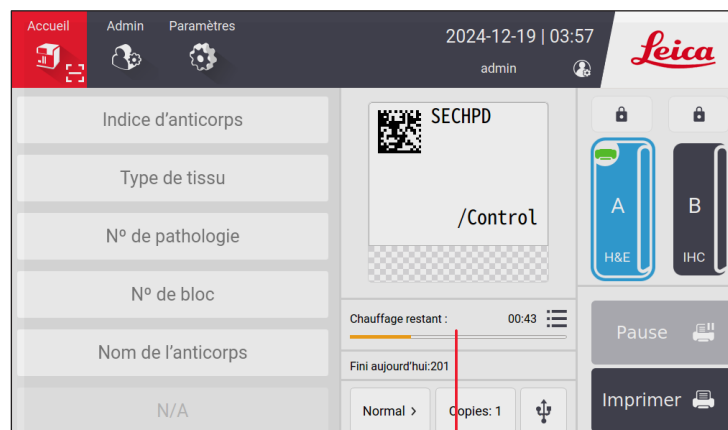 Accueil
Admin
Paramètres
2024-12-19 | 03:57
admin
Leica
Indice d'anticorps
Type de tissu
Nº de pathologie
Nº de bloc
Nom de l'anticorps
N/A
SECHPD
/Control
Chauffage restant :
00:43
Fini aujourd'hui:201
Normal >
Copies: 1
A
H&E
B
IHC
Pause
Imprimer